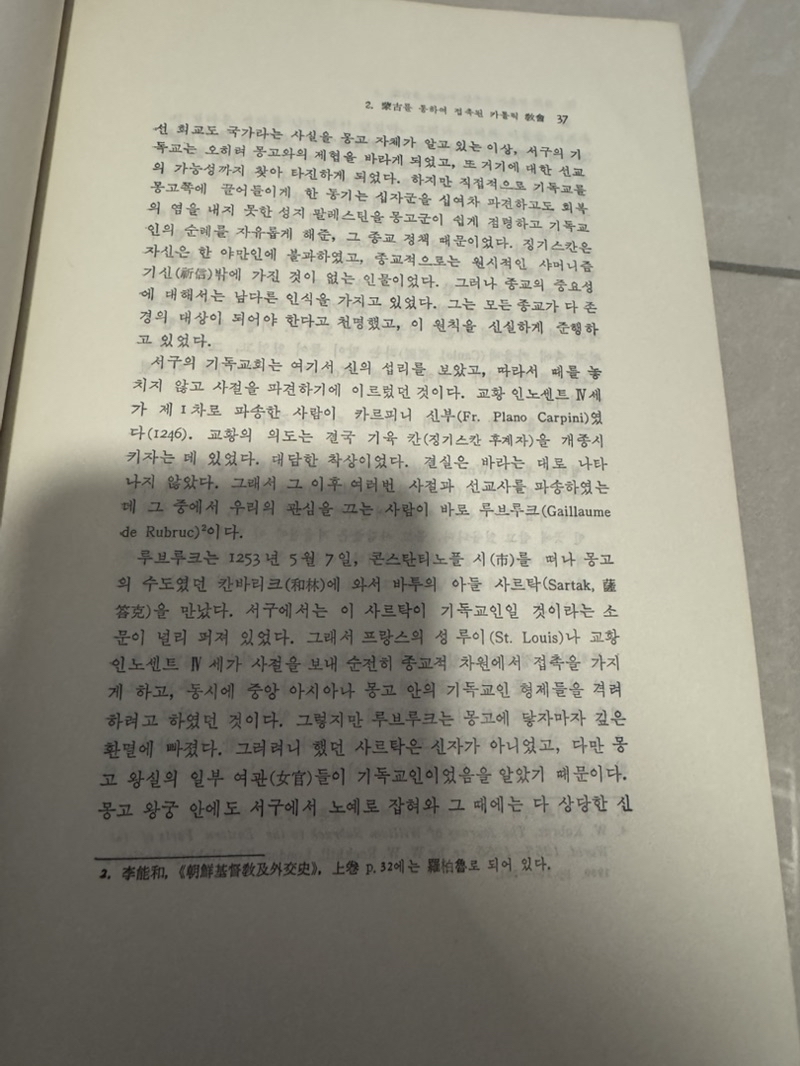 2. 蒙古를 통하여 접촉된 카톨릭 敎會 37
선 회교도 국가라는 사실을 몽고 자체가 알고 있는 이상, 서구의 기
독교는 오히려 몽고와의 제협을 바라게 되었고, 또 거기에 대한 선교
의 가능성까지 찾아 타진하게 되었다. 하지만 직접적으로 기독교를
몽고쪽에 끌어들이게 한 동기는 십자군을 십여차 파견하고도 회복
의 엄을 내지 못한 성지 팔레스틴을 몽고군이 쉽게 점령하고 기독교
인의 순례를 자유롭게 해준, 그 종교 정책 때문이었다. 징기스칸은
자신은 한 야만인에 불과하였고, 종교적으로는 원시적인 샤머니즘
기신(祈信)밖에 가진 것이 없는 인물이었다. 그러나 종교의 중요성
에 대해서는 남다른 인식을 가지고 있었다. 그는 모든 종교가 다 존
경의 대상이 되어야 한다고 천명했고, 이 원칙을 신실하게 준행하
고 있었다.
서구의 기독교회는 여기서 신의 섭리를 보았고, 따라서 때를 놓
치지 않고 사절을 파견하기에 이르렀던 것이다. 교황 인노센트 Ⅳ세
가 제 1차로 파송한 사람이 카르피니 신부(Fr. Plano Carpini)였
다(1246). 교황의 의도는 결국 기육 칸(징기스칸 후계자)을 개종시
키자는 데 있었다. 대담한 착상이었다. 결실은 바라는 대로 나타
나지 않았다. 그래서 그 이후 여러번 사절과 선교사를 파송하였는
데 그 중에서 우리의 관심을 끄는 사람이 바로 루브루크(Gaillaume
de Rubruc)²이다.
루브루크는 1253년 5월 7일, 콘스탄티노플 시(市)를 떠나 몽고
의 수도였던 칸바리크(和林)에 와서 바투의 아들 사르탁(Sartak, 薩
答克)을 만났다. 서구에서는 이 사르탁이 기독교인일 것이라는 소
문이 널리 퍼져 있었다. 그래서 프랑스의 성 루이(St. Louis)나 교황
인노센트 Ⅳ 세가 사절을 보내 순전히 종교적 차원에서 접촉을 가지
게 하고, 동시에 중앙 아시아나 몽고 안의 기독교인 형제들을 격려
하려고 하였던 것이다. 그렇지만 루브루크는 몽고에 닿자마자 깊은
환멸에 빠졌다. 그러려니 했던 사르탁은 신자가 아니었고, 다만 몽
고 왕실의 일부 여관(女官)들이 기독교인이었음을 알았기 때문이다.
몽고 왕궁 안에도 서구에서 노예로 잡혀와 그 때에는 다 상당한 신
2. 李能和, 《朝鮮基督敎及外交史》, 上卷 p. 32에는 羅柏魯로 되어 있다.